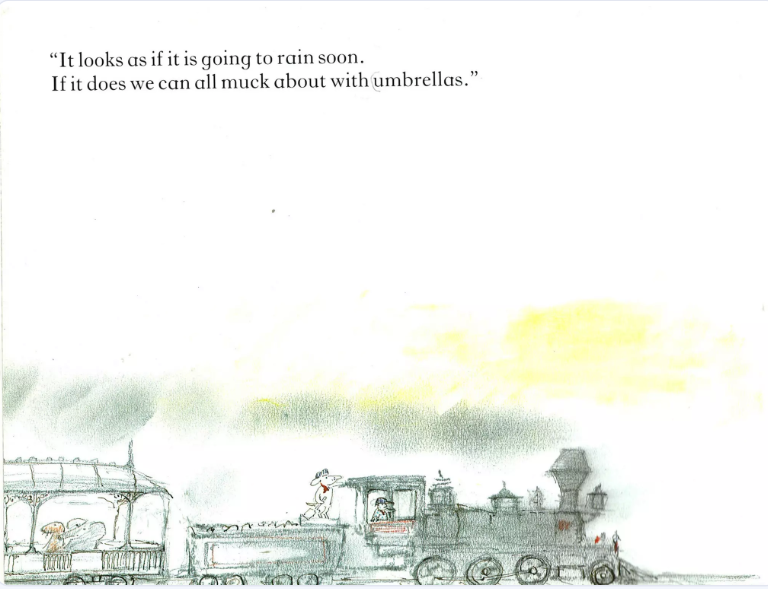 “It looks as if it is going to rain soon.
If it does we can all muck about with umbrellas.”